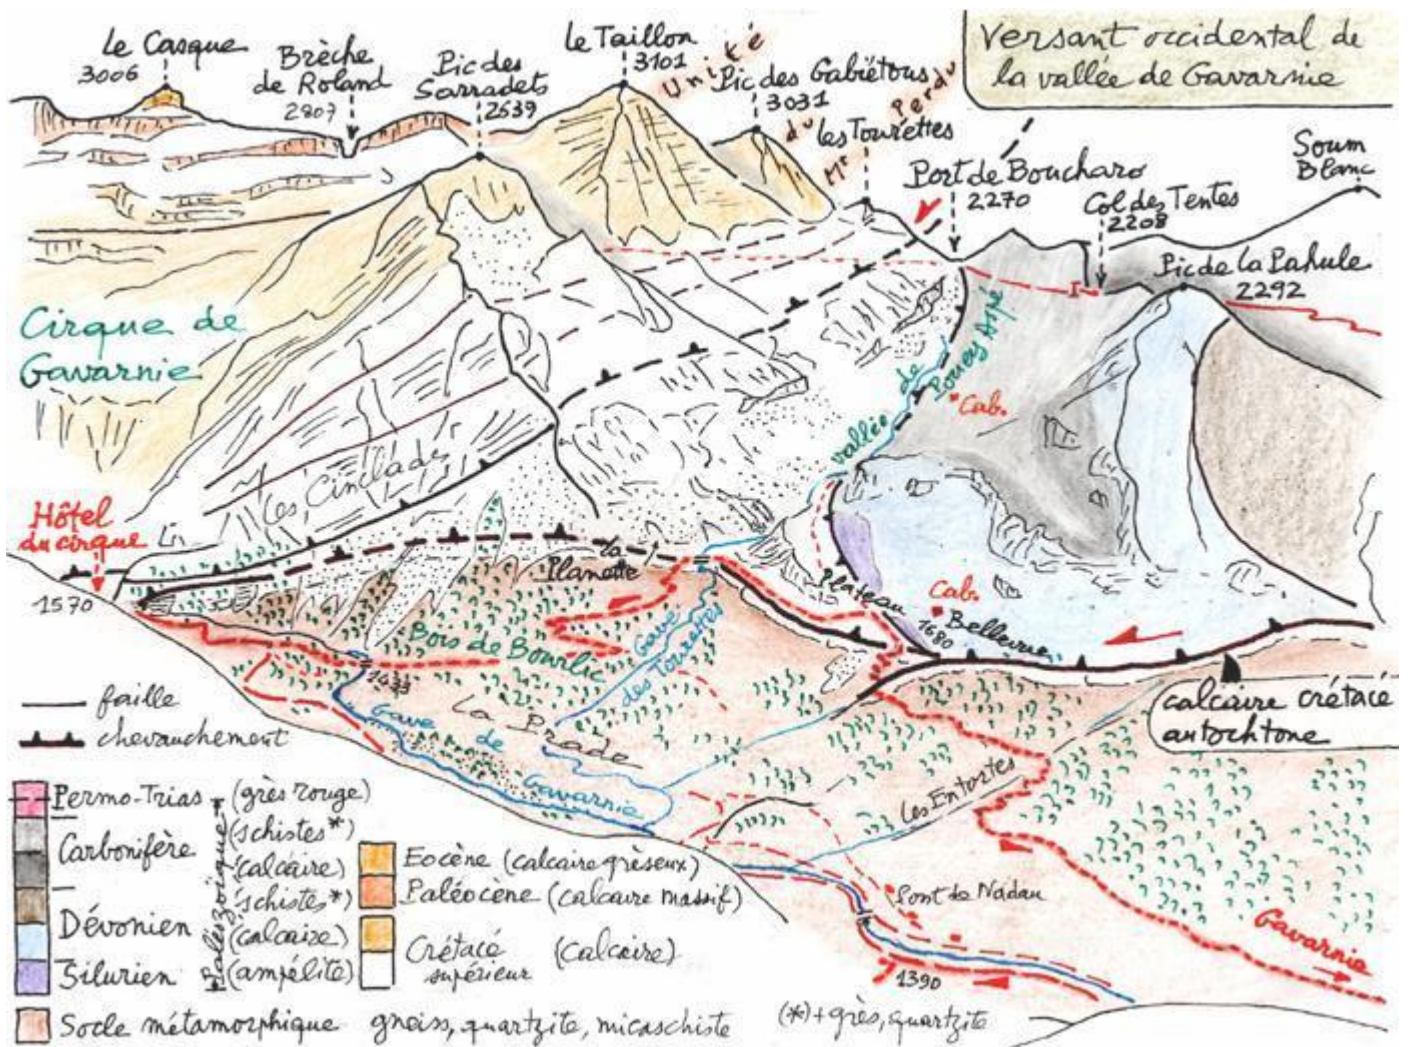 Le Casque
3006
Brèche
de Roland
2807
Pic des
Sarradets
2539
Le Taillon
3101
Unité
du
Mt
Perdu
Pic des Gabiétous
3031
les Tourettes
Versant occidental de
la vallée de Gavarnie
Port de Boucharo
2270
Col des Tentes
2208
Soum
Blanc
Pic de la Pahule
2292
Cirque de
Gavarnie
vallée
de
Pouey Aspé
Cab.
Les Cinclades
Hôtel
du cirque
1570
la
Planette
Plateau
Bellevue
1680
Cab.
Bois de Bourlic
1433
Gave
des Tourettes
La Prade
Gave de
Gavarnie
calcaire crétacé
autochtone
Les Entortes
Pont de Nadau
Gavarnie
1390
faille
chevauchement
Permo-Trias (grès rouge)
Carbonifère
(schistes*)
(calcaire)
Dévonien
schistes*)
(calcaire)
Silurien
(ampélite)
Paléozoïque
Eocène (calcaire grèseux)
Paléocène (calcaire massif)
Crétacé
supérieur
(calcaire)
Socle métamorphique gneiss, quartzite, micaschiste
(*)+grès, quartzite